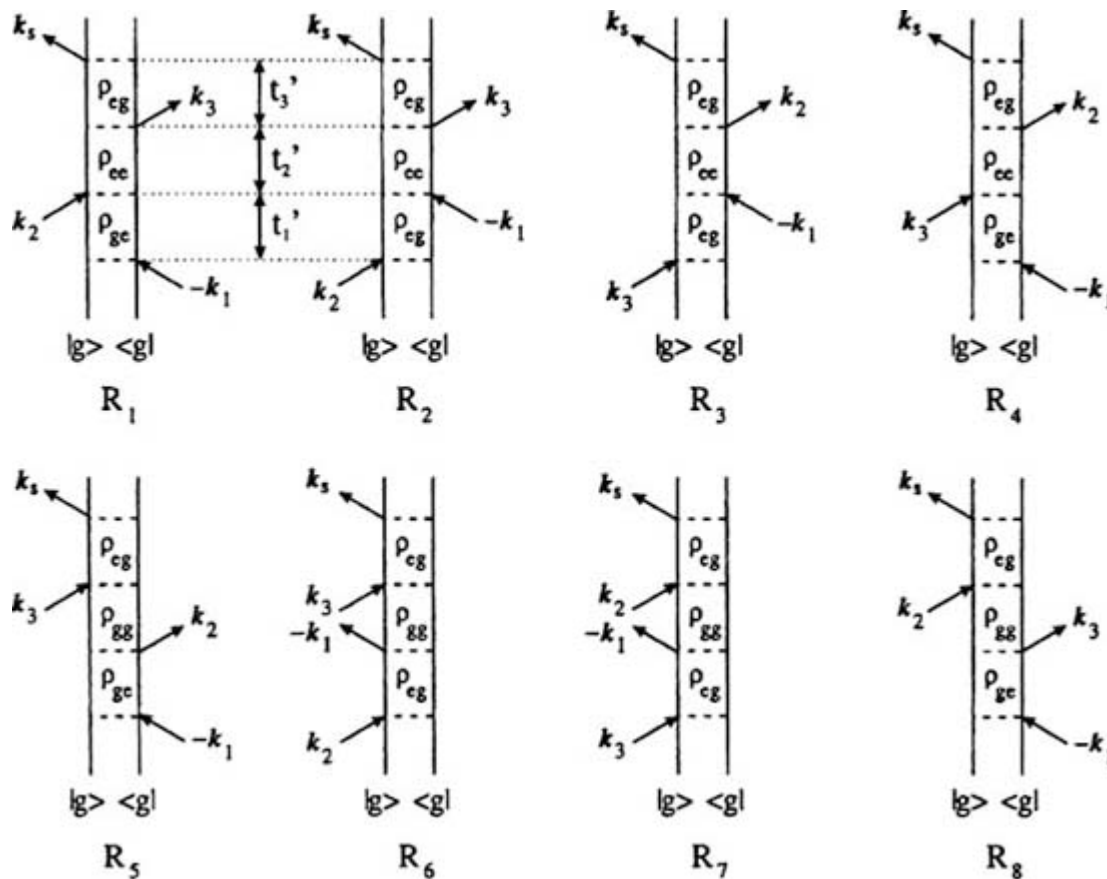 k_s k_s k_s k_s
ρ_eg k_3 t_3' ρ_eg k_3 ρ_eg k_2 ρ_eg k_2
ρ_ee t_2' ρ_ee ρ_ee ρ_ee
k_2 ρ_ge t_1' ρ_eg -k_1 ρ_eg -k_1 k_3 ρ_ge
-k_1 k_2 k_3 -k_1
|g> <g| |g> <g| |g> <g| |g> <g|
R_1 R_2 R_3 R_4
k_s k_s k_s k_s
ρ_eg ρ_eg ρ_eg ρ_eg
k_3 k_3 k_2 k_2
ρ_gg k_2 -k_1 ρ_gg -k_1 ρ_gg ρ_gg k_3
ρ_ge ρ_eg ρ_eg ρ_ge
-k_1 k_2 k_3 -k
|g> <g| |g> <g| |g> <g| |g> <g|
R_5 R_6 R_7 R_8